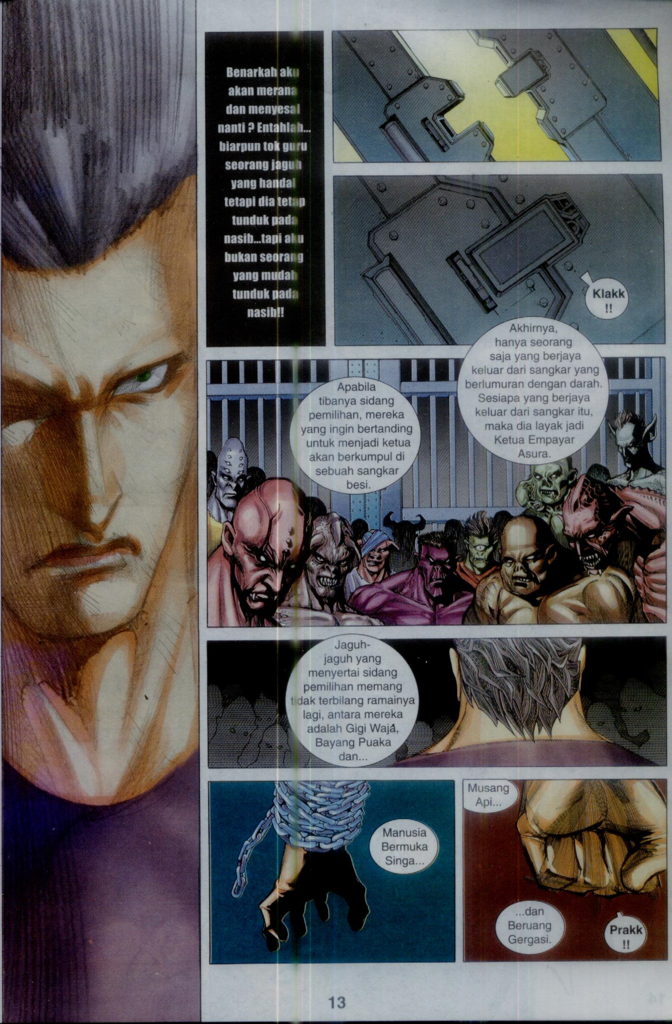 Benarkah aku
akan merana
dan menyesal
nanti ? Entahlah...
biarpun tok guru
seorang jaguh
yang handal
tetapi dia tetap
tunduk pada
nasib...tapi aku
bukan seorang
yang mudah
tunduk pada
nasib!!
Klakk
!!
Apabila
tibanya sidang
pemilihan, mereka
yang ingin bertanding
untuk menjadi ketua
akan berkumpul di
sebuah sangkar
besi.
Akhirnya,
hanya seorang
saja yang berjaya
keluar dari sangkar yang
berlumuran dengan darah.
Sesiapa yang berjaya
keluar dari sangkar itu,
maka dia layak jadi
Ketua Empayar
Asura.
Jaguh-
jaguh yang
menyertai sidang
pemilihan memang
tidak terbilang ramainya
lagi, antara mereka
adalah Gigi Waja,
Bayang Puaka
dan...
Manusia
Bermuka
Singa...
Musang
Api...
...dan
Beruang
Gergasi.
Prakk
!!
13